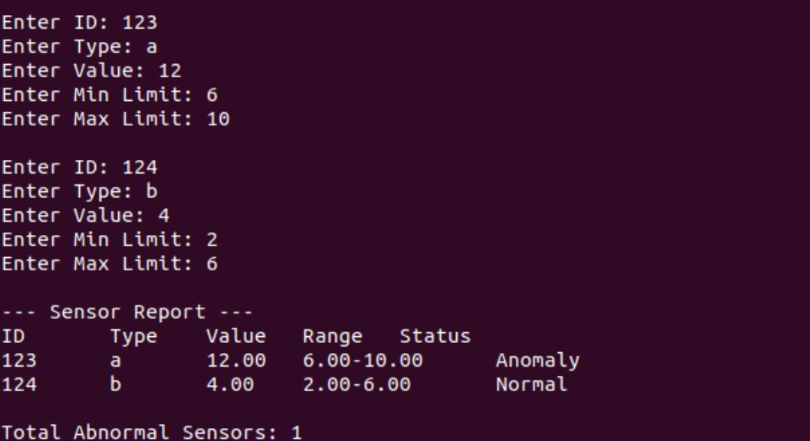 Enter ID: 123
Enter Type: a
Enter Value: 12
Enter Min Limit: 6
Enter Max Limit: 10
Enter ID: 124
Enter Type: b
Enter Value: 4
Enter Min Limit: 2
Enter Max Limit: 6
--- Sensor Report ---
ID Type Value Range Status
123 a 12.00 6.00-10.00 Anomaly
124 b 4.00 2.00-6.00 Normal
Total Abnormal Sensors: 1